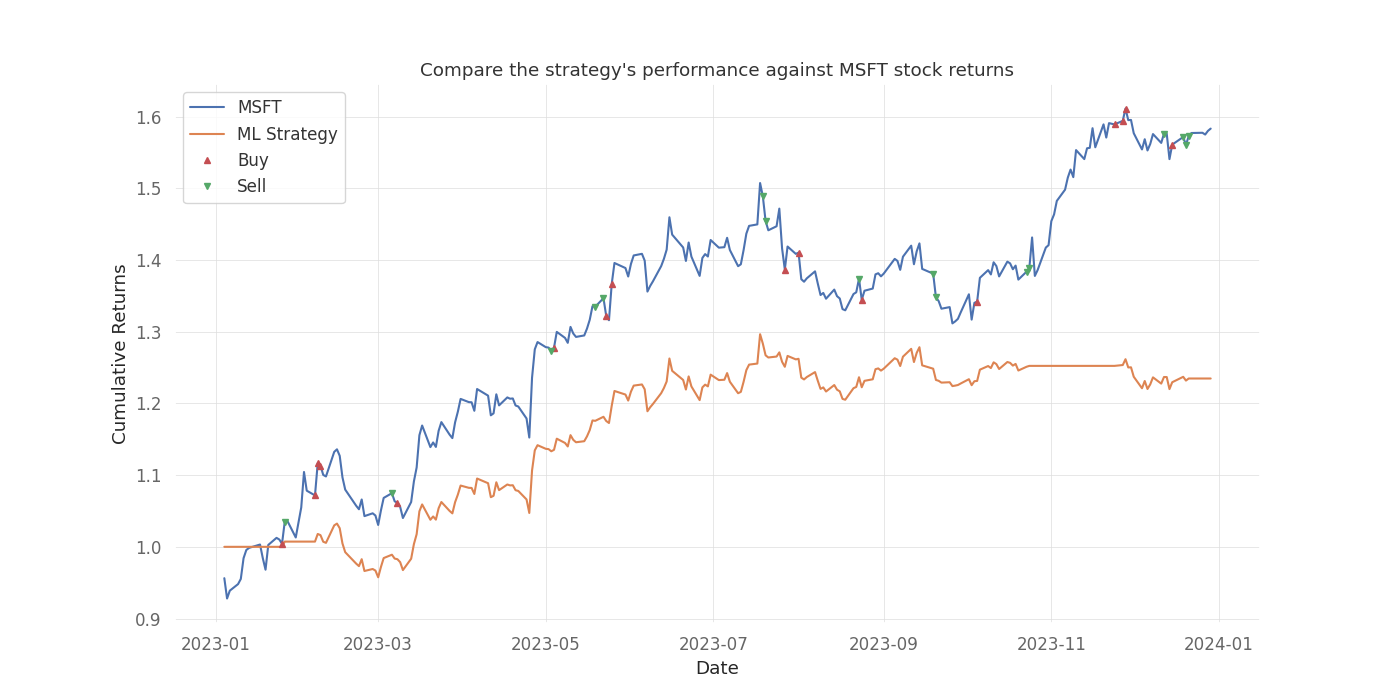 Compare the strategy's performance against MSFT stock returns
MSFT
ML Strategy
Buy
Sell
Cumulative Returns
1.6
1.5
1.4
1.3
1.2
1.1
1.0
0.9
2023-01 2023-03 2023-05 2023-07 2023-09 2023-11 2024-01
Date